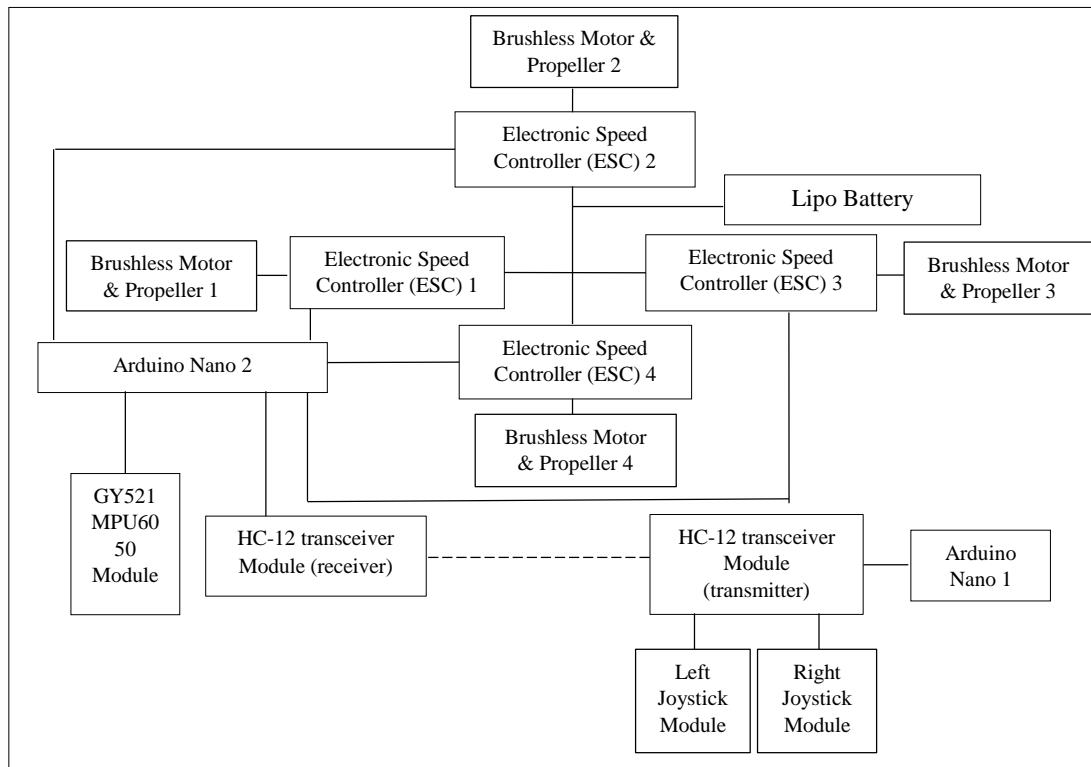 Brushless Motor &
Propeller 2
Electronic Speed
Controller (ESC) 2
Lipo Battery
Brushless Motor
& Propeller 1
Electronic Speed
Controller (ESC) 1
Electronic Speed
Controller (ESC) 3
Brushless Motor
& Propeller 3
Arduino Nano 2
Electronic Speed
Controller (ESC) 4
Brushless Motor
& Propeller 4
GY521
MPU60
50
Module
HC-12 transceiver
Module (receiver)
HC-12 transceiver
Module
(transmitter)
Arduino
Nano 1
Left
Joystick
Module
Right
Joystick
Module